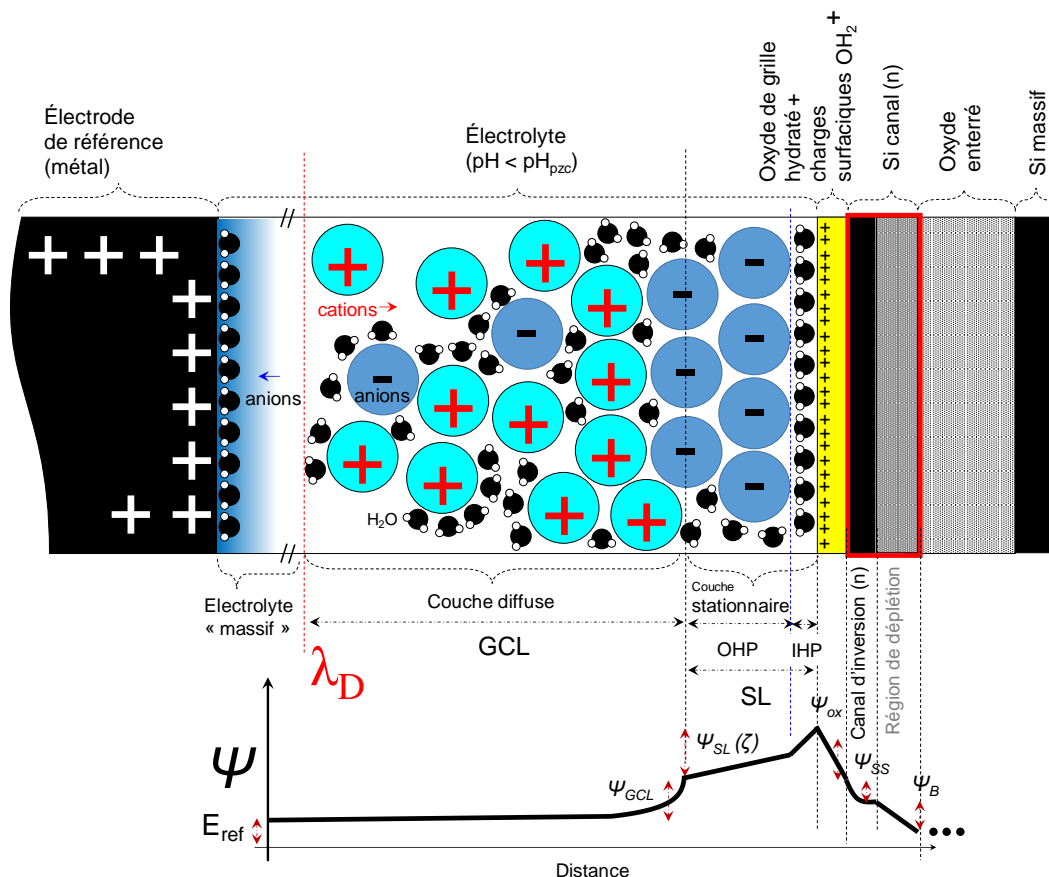 Électrode
de référence
(métal)
Électrolyte
(pH < pHpzc)
Oxyde de grille
hydraté +
charges
surfaciques OH2+
Si canal (n)
Oxyde
enterré
Si massif
//
+ + +
+
+
+
+
+ +
cations
anions
anions
H2O
//
Electrolyte
« massif »
Couche diffuse
GCL
λD
Couche
stationnaire
OHP
IHP
SL
Canal d'inversion (n)
Région de déplétion
Ψ
Eref
ΨGCL
ΨSL (ζ)
Ψox
ΨSS
ΨB
•••
Distance